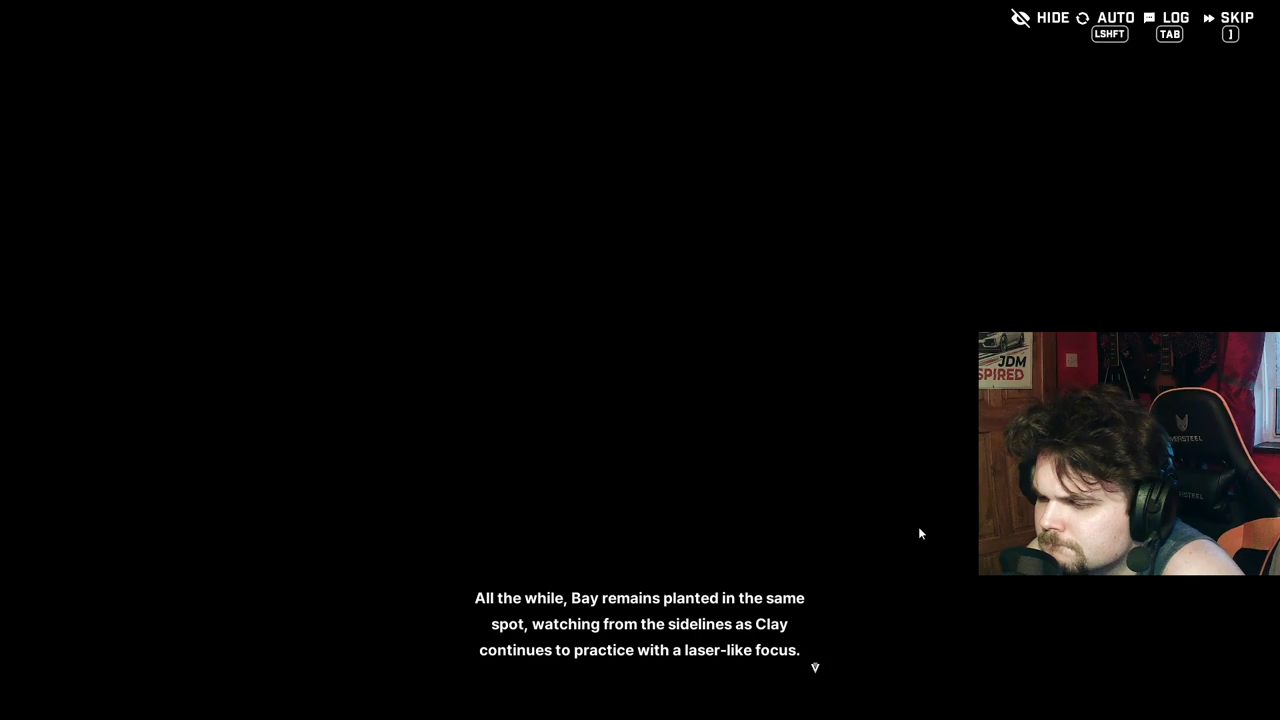 HIDE AUTO LOG SKIP
LSHFT TAB ]
JDM
SPIRED
All the while, Bay remains planted in the same
spot, watching from the sidelines as Clay
continues to practice with a laser-like focus.